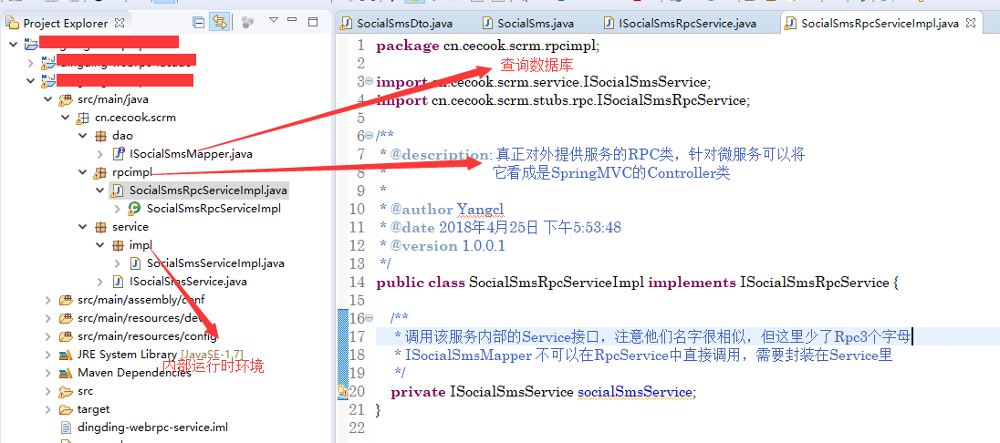 Project Explorer
SocialSmsDto.java
SocialSms.java
ISocialSmsRpcService.java
SocialSmsRpcServiceImpl.java
src/main/java
cn.cecook.scrm
dao
ISocialSmsMapper.java
rpcimpl
SocialSmsRpcServiceImpl.java
SocialSmsRpcServiceImpl
service
impl
SocialSmsServiceImpl.java
ISocialSmsService.java
src/main/assembly/conf
src/main/resources/dev
src/main/resources/config
JRE System Library [JavaSE-1.7]
内部运行时环境
Maven Dependencies
src
target
dingding-webrpc-service.iml
1 package cn.cecook.scrm.rpcimpl;
2 查询数据库
3 import cn.cecook.scrm.service.ISocialSmsService;
4 import cn.cecook.scrm.stubs.rpc.ISocialSmsRpcService;
5
6 /**
7 * @description: 真正对外提供服务的RPC类，针对微服务可以将
8 * 它看成是SpringMVC的Controller类
9 *
10 * @author Yangcl
11 * @date 2018年4月25日 下午5:53:48
12 * @version 1.0.0.1
13 */
14 public class SocialSmsRpcServiceImpl implements ISocialSmsRpcService {
15
16 /**
17 * 调用该服务内部的Service接口，注意他们名字很相似，但这里少了Rpc3个字母
18 * ISocialSmsMapper 不可以在RpcService中直接调用，需要封装在Service里
19 */
20 private ISocialSmsService socialSmsService;
21 }
22